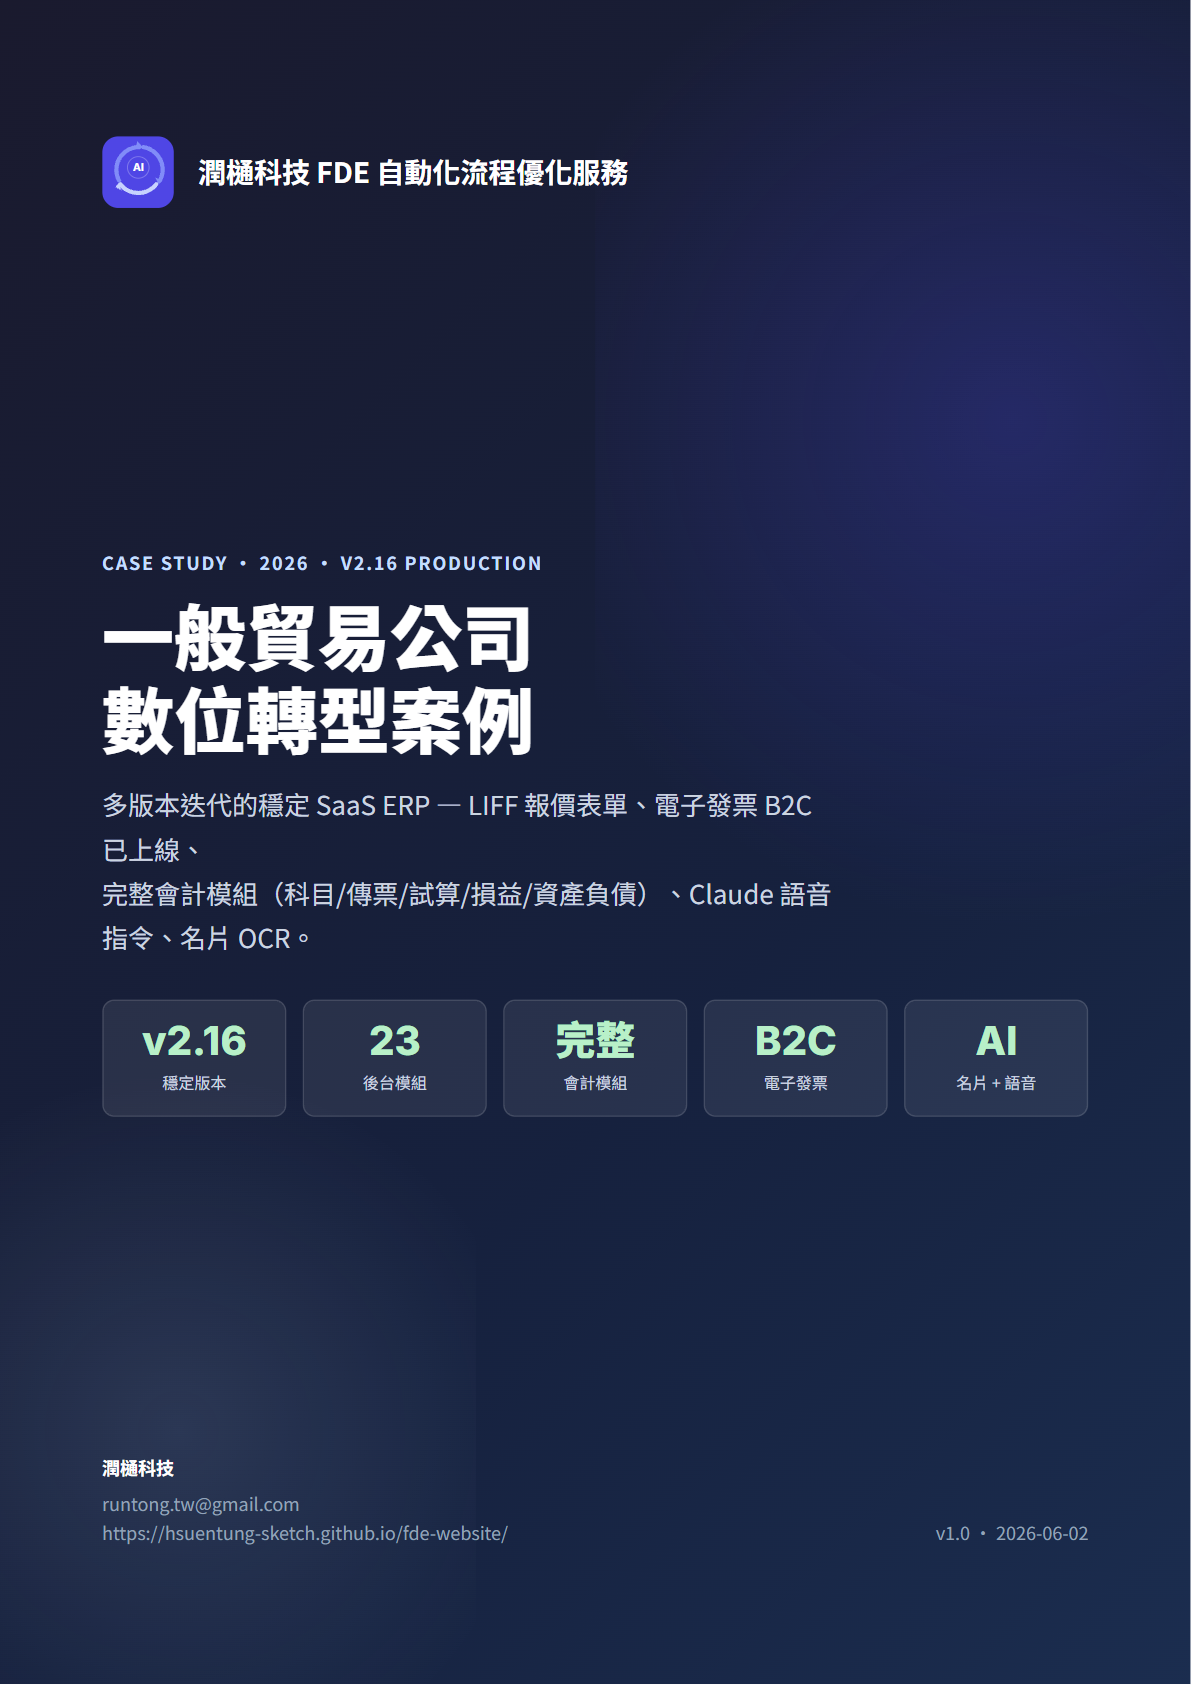 AI
潤樋科技 FDE 自動化流程優化服務
CASE STUDY · 2026 · V2.16 PRODUCTION
一般貿易公司
數位轉型案例
多版本迭代的穩定 SaaS ERP — LIFF 報價表單、電子發票 B2C
已上線、
完整會計模組（科目/傳票/試算/損益/資產負債）、Claude 語音
指令、名片 OCR。
v2.16
穩定版本
23
後台模組
完整
會計模組
B2C
電子發票
AI
名片 + 語音
潤樋科技
runtong.tw@gmail.com
https://hsuentung-sketch.github.io/fde-website/
v1.0 · 2026-06-02